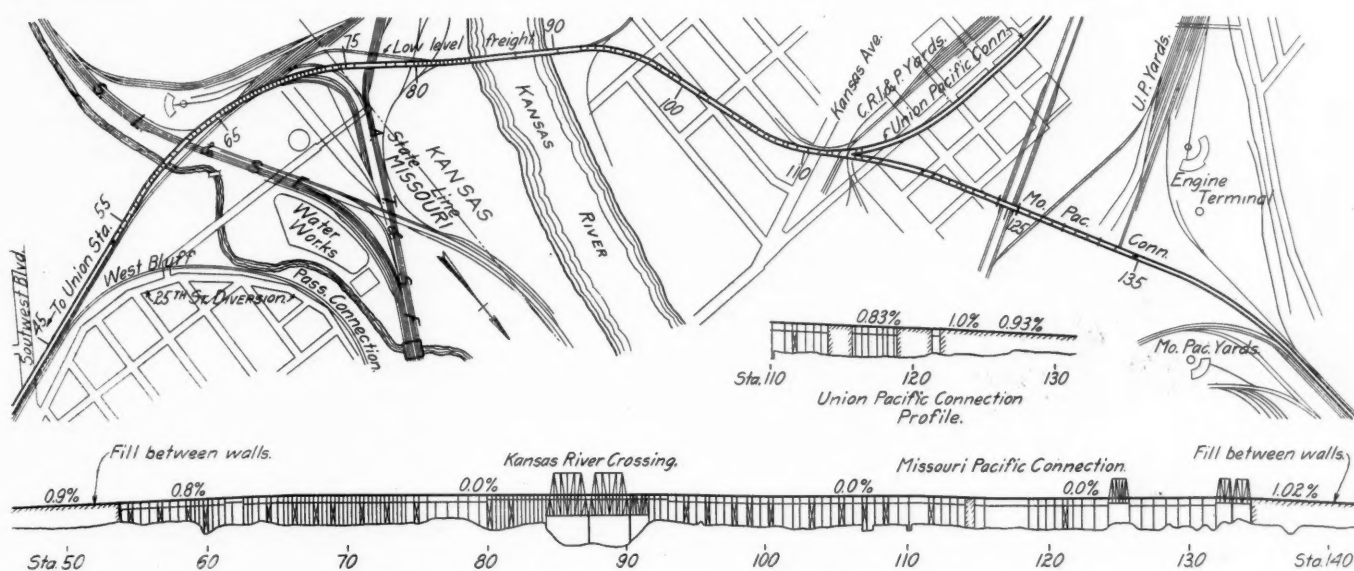 75
Low level freight
90
80
65
55
To Union Sta.
45
Southwest Blvd.
West Bluff
25TH ST. DIVERSION
Water Works
Pass. Connection
State Line
KANSAS
MISSOURI
SANTA FE
KANSAS
RIVER
100
110
Kansas Ave.
C.R.I.& P. Yards.
Union Pacific Conn.
U.P. Yards.
Engine Terminal
Mo. Pac. Conn.
125
135
Mo. Pac. Yards.
0.83% 1.0% 0.93%
Sta. 110 120 130
Union Pacific Connection
Profile.
Fill between walls.
Kansas River Crossing.
Missouri Pacific Connection.
Fill between walls.
0.9% 0.8% 0.0% 0.0% 0.0% 1.02%
Sta. 50 60 70 80 90 100 110 120 130 Sta. 140